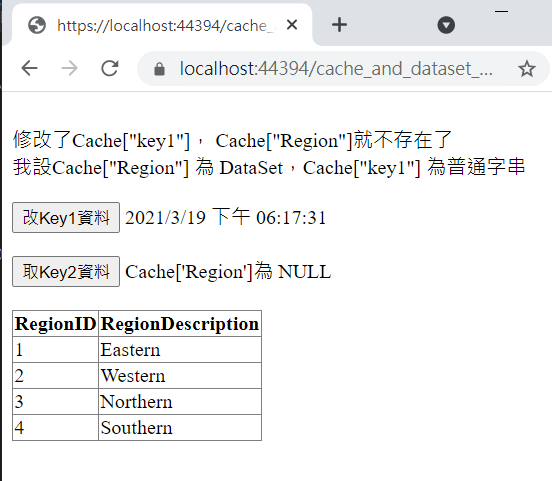 https://localhost:44394/cache_
localhost:44394/cache_and_dataset_...
修改了Cache["key1"]， Cache["Region"]就不存在了
我設Cache["Region"] 為 DataSet，Cache["key1"] 為普通字串
改Key1資料 2021/3/19 下午 06:17:31
取Key2資料 Cache['Region']為 NULL
RegionID RegionDescription
1 Eastern
2 Western
3 Northern
4 Southern